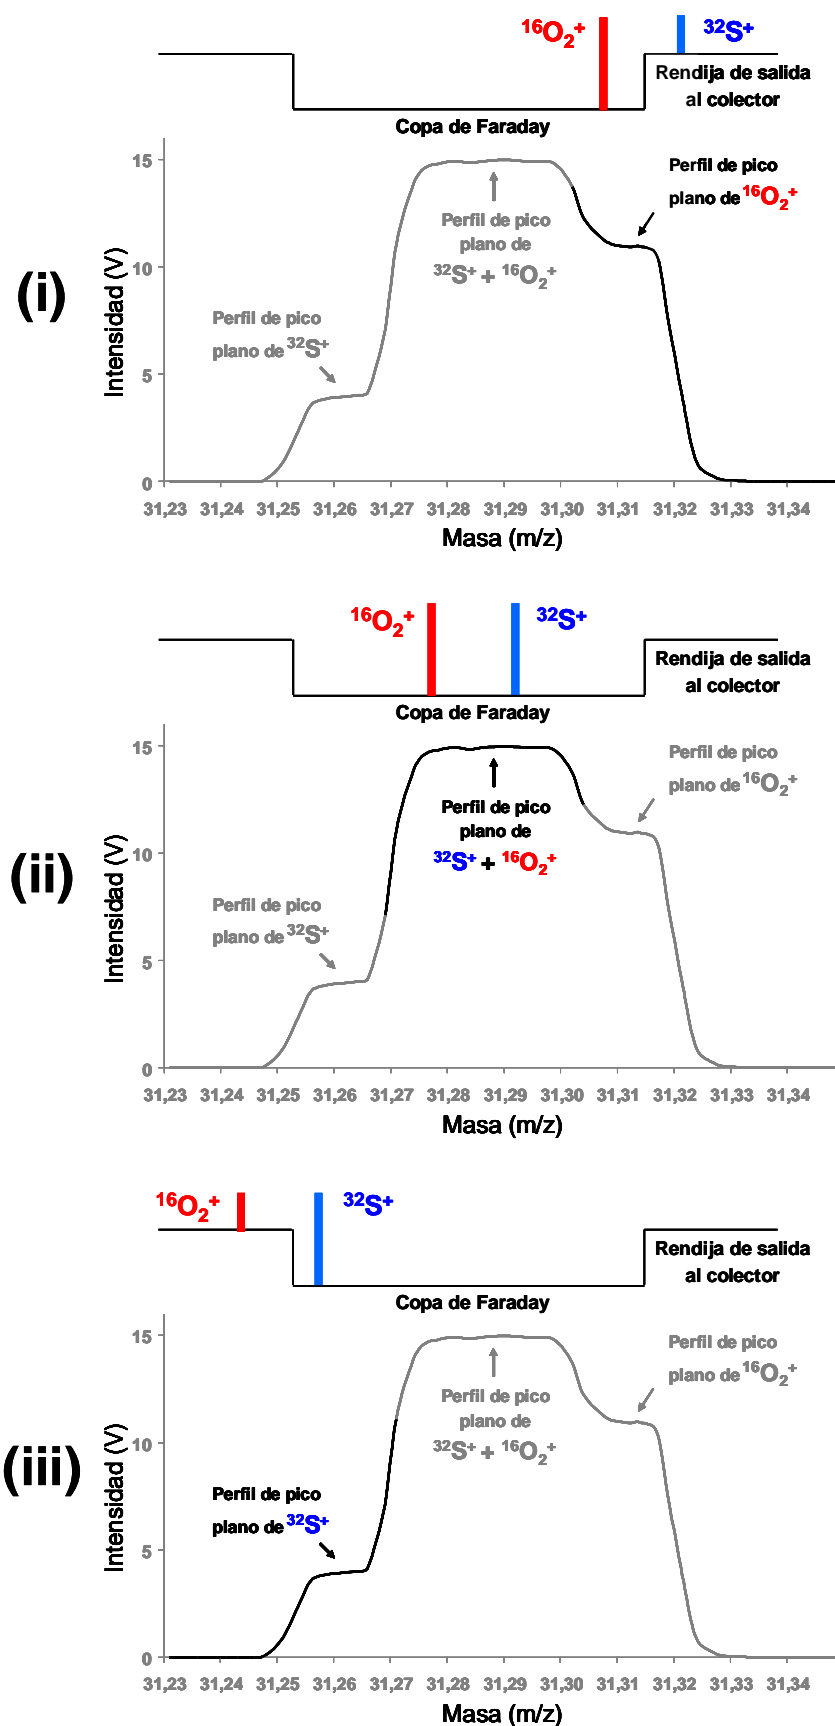 ¹⁶O₂⁺
³²S⁺
Rendija de salida
al colector
Copa de Faraday
(i)
Intensidad (V)
15
10
5
0
Perfil de pico
plano de ³²S⁺
Perfil de pico
plano de
³²S⁺ + ¹⁶O₂⁺
Perfil de pico
plano de ¹⁶O₂⁺
31,23 31,24 31,25 31,26 31,27 31,28 31,29 31,30 31,31 31,32 31,33 31,34
Masa (m/z)
¹⁶O₂⁺
³²S⁺
Rendija de salida
al colector
Copa de Faraday
(ii)
Intensidad (V)
15
10
5
0
Perfil de pico
plano de ³²S⁺
Perfil de pico
plano de
³²S⁺ + ¹⁶O₂⁺
Perfil de pico
plano de ¹⁶O₂⁺
31,23 31,24 31,25 31,26 31,27 31,28 31,29 31,30 31,31 31,32 31,33 31,34
Masa (m/z)
¹⁶O₂⁺
³²S⁺
Rendija de salida
al colector
Copa de Faraday
(iii)
Intensidad (V)
15
10
5
0
Perfil de pico
plano de ³²S⁺
Perfil de pico
plano de
³²S⁺ + ¹⁶O₂⁺
Perfil de pico
plano de ¹⁶O₂⁺
31,23 31,24 31,25 31,26 31,27 31,28 31,29 31,30 31,31 31,32 31,33 31,34
Masa (m/z)